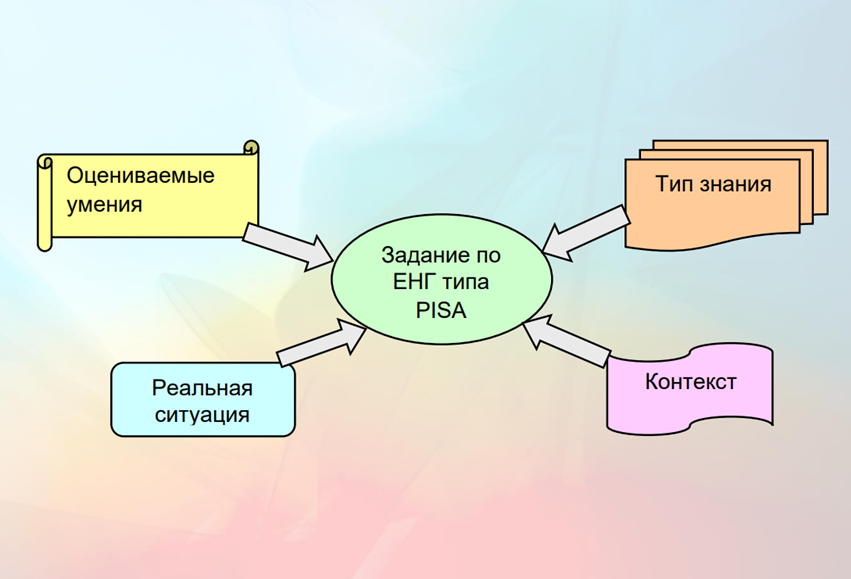 Оцениваемые
умения
Тип знания
Задание по
ЕНГ типа
PISA
Реальная
ситуация
Контекст